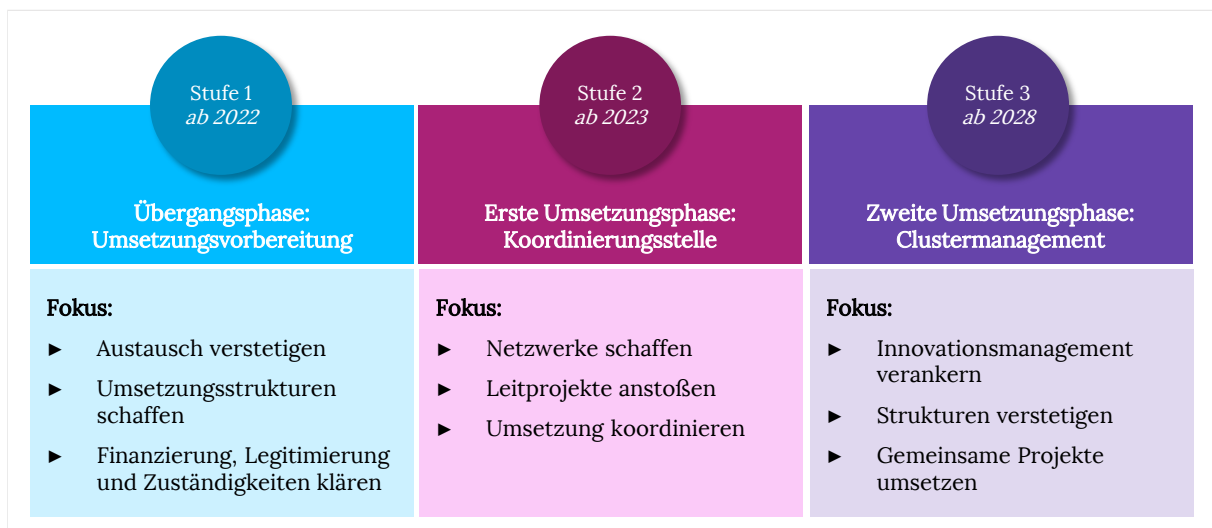 Stufe 1
ab 2022
Übergangsphase:
Umsetzungsvorbereitung
Fokus:
► Austausch verstetigen
► Umsetzungsstrukturen
schaffen
► Finanzierung, Legitimierung
und Zuständigkeiten klären
Stufe 2
ab 2023
Erste Umsetzungsphase:
Koordinierungsstelle
Fokus:
► Netzwerke schaffen
► Leitprojekte anstoßen
► Umsetzung koordinieren
Stufe 3
ab 2028
Zweite Umsetzungsphase:
Clustermanagement
Fokus:
► Innovationsmanagement
verankern
► Strukturen verstetigen
► Gemeinsame Projekte
umsetzen